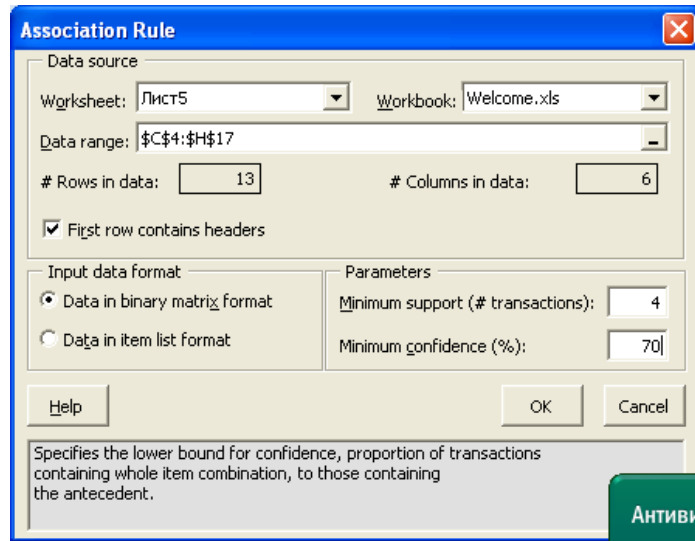 Association Rule
Data source
Worksheet: Лист5 Workbook: Welcome.xls
Data range: $C$4:$H$17
# Rows in data: 13 # Columns in data: 6
First row contains headers
Input data format Parameters
Data in binary matrix format Minimum support (# transactions): 4
Data in item list format Minimum confidence (%): 70
Help OK Cancel
Specifies the lower bound for confidence, proportion of transactions
containing whole item combination, to those containing
the antecedent.